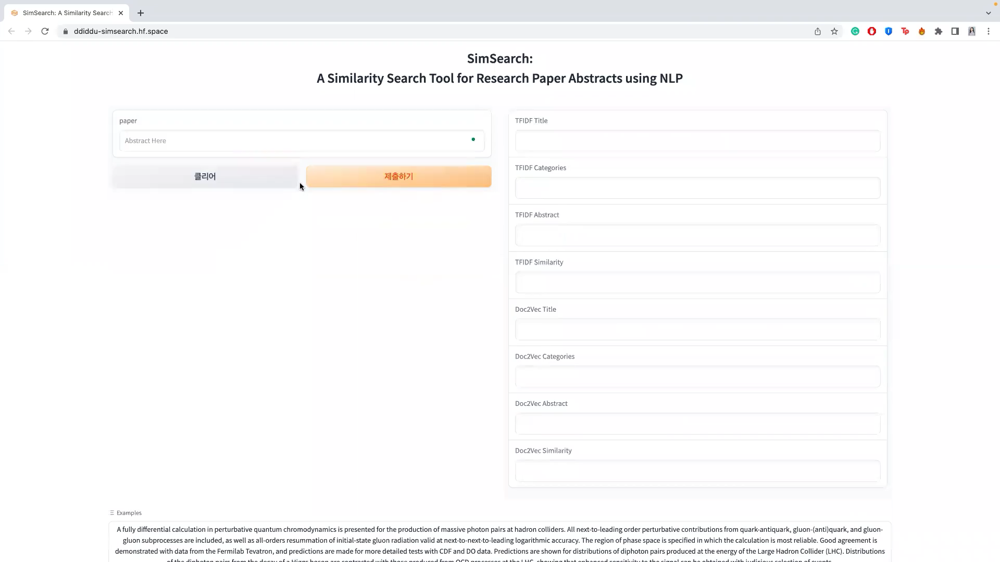 SimSearch: A Similarity Search
ddiddu-simsearch.hf.space
SimSearch:
A Similarity Search Tool for Research Paper Abstracts using NLP
paper
Abstract Here
클리어
제출하기
TFIDF Title
TFIDF Categories
TFIDF Abstract
TFIDF Similarity
Doc2Vec Title
Doc2Vec Categories
Doc2Vec Abstract
Doc2Vec Similarity
Examples
A fully differential calculation in perturbative quantum chromodynamics is presented for the production of massive photon pairs at hadron colliders. All next-to-leading order perturbative contributions from quark-antiquark, gluon-(anti)quark, and gluon-
gluon subprocesses are included, as well as all-orders resummation of initial-state gluon radiation valid at next-to-next-to-leading logarithmic accuracy. The region of phase space is specified in which the calculation is most reliable. Good agreement is
demonstrated with data from the Fermilab Tevatron, and predictions are made for more detailed tests with CDF and DO data. Predictions are shown for distributions of diphoton pairs produced at the energy of the Large Hadron Collider (LHC). Distributions
of the diphoton pairs from the decay of a Higgs boson are contrasted with those produced from QCD processes at the LHC, showing that enhanced sensitivity to the signal can be obtained with judicious selection of events.